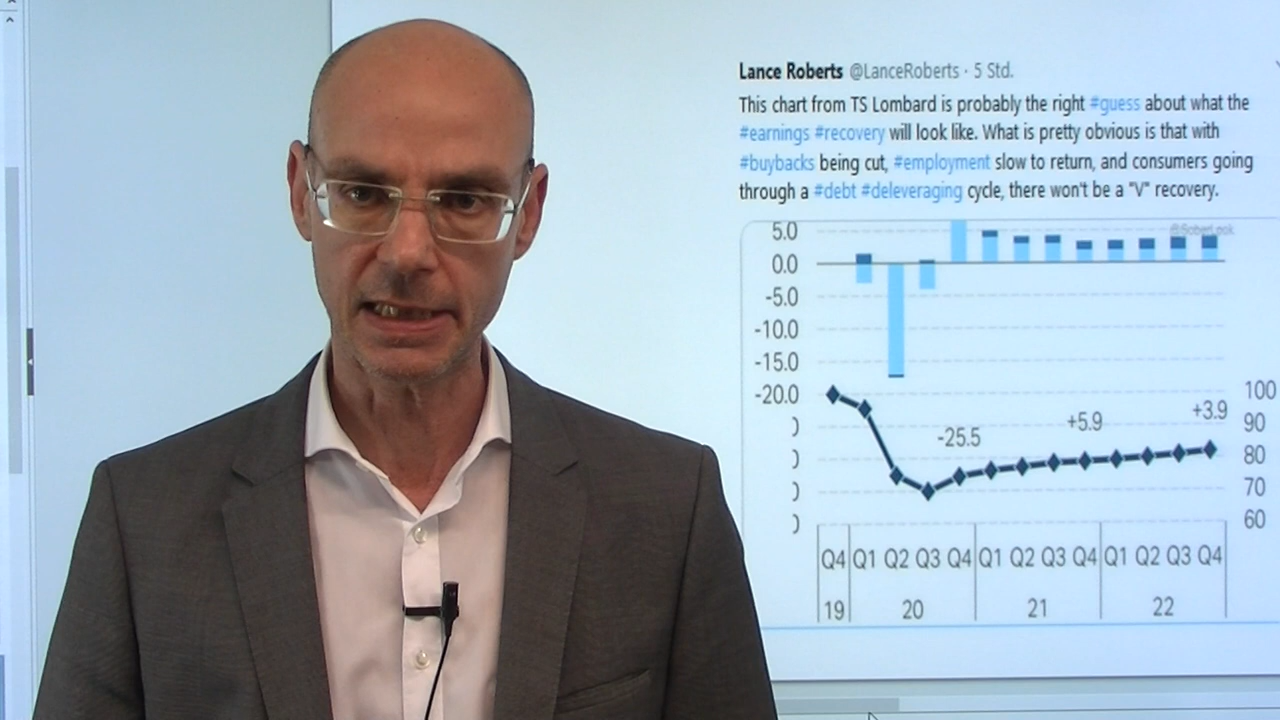 Lance Roberts @LanceRoberts · 5 Std.
This chart from TS Lombard is probably the right #guess about what the
#earnings #recovery will look like. What is pretty obvious is that with
#buybacks being cut, #employment slow to return, and consumers going
through a #debt #deleveraging cycle, there won't be a "V" recovery.
5.0
0.0
-5.0
-10.0
-15.0
-20.0
100
+3.9
+5.9
90
-25.5
80
70
60
Q4 Q1 Q2 Q3 Q4 Q1 Q2 Q3 Q4 Q1 Q2 Q3 Q4
19 20 21 22